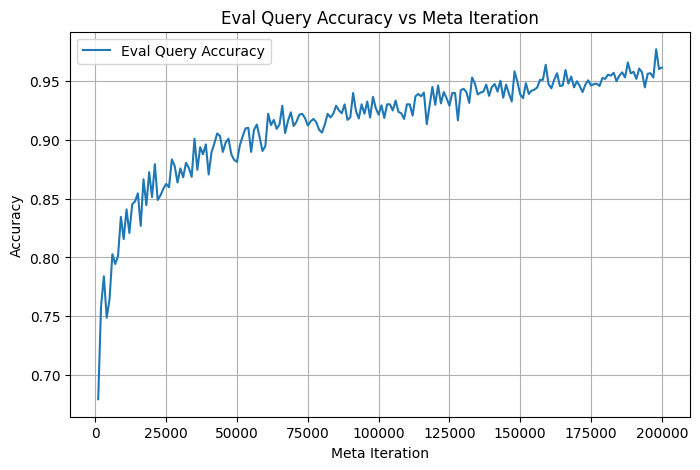 Eval Query Accuracy vs Meta Iteration
Eval Query Accuracy
Accuracy
0.95
0.90
0.85
0.80
0.75
0.70
0 25000 50000 75000 100000 125000 150000 175000 200000
Meta Iteration